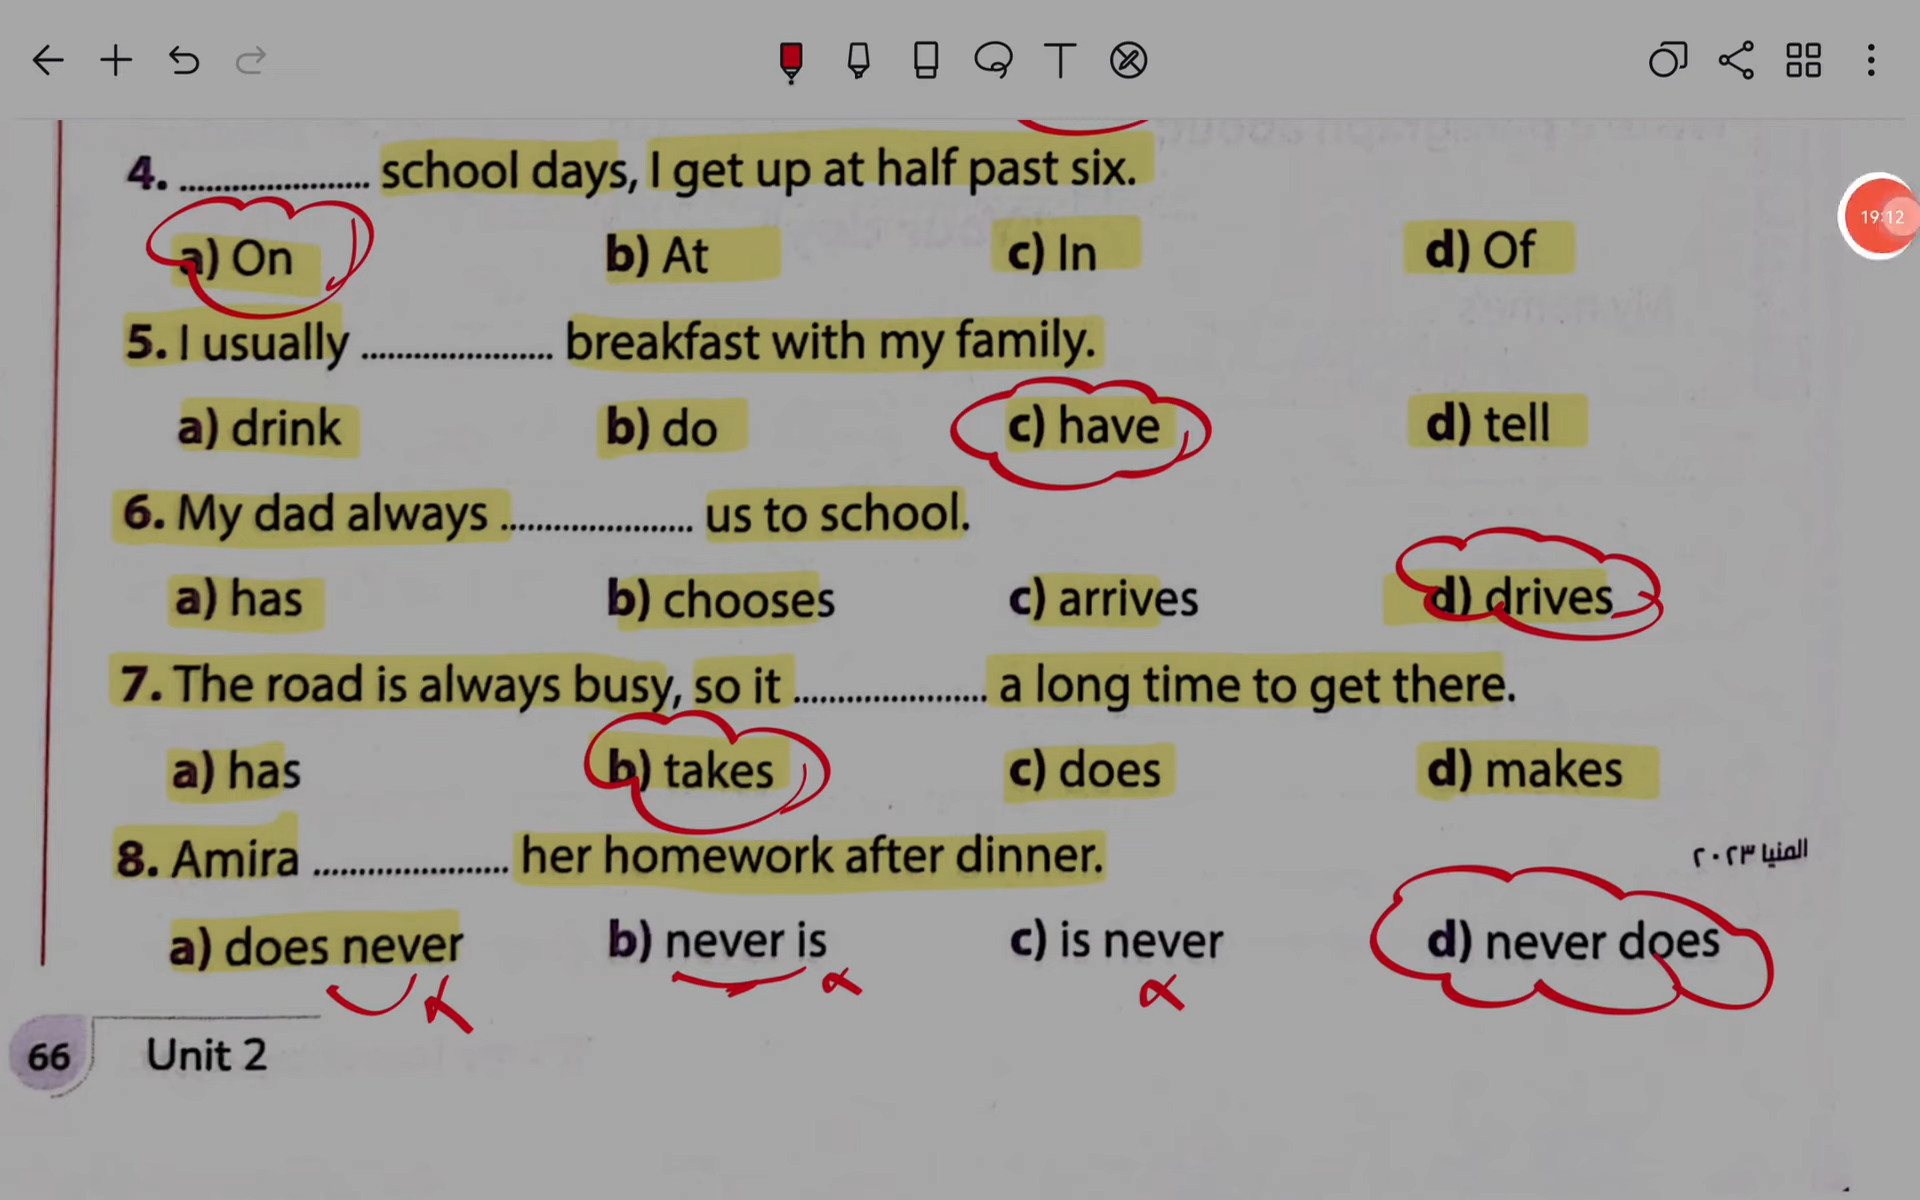 19:12
4. ..................... school days, I get up at half past six.
a) On b) At c) In d) Of
5. I usually ..................... breakfast with my family.
a) drink b) do c) have d) tell
6. My dad always ..................... us to school.
a) has b) chooses c) arrives d) drives
7. The road is always busy, so it ..................... a long time to get there.
a) has b) takes c) does d) makes
8. Amira ..................... her homework after dinner.
المنيا ٢٠٢٣
a) does never b) never is c) is never d) never does
66 Unit 2